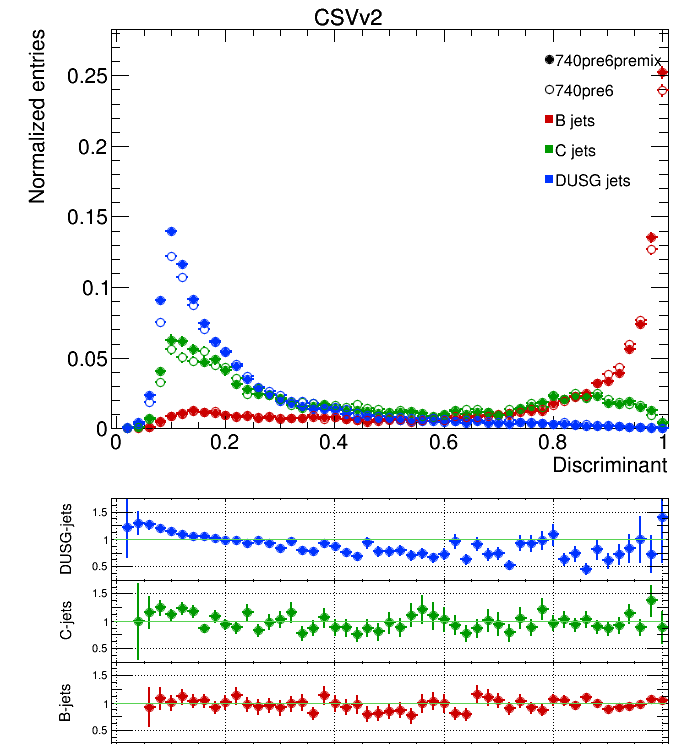 CSVv2
Normalized entries
0.25
0.2
0.15
0.1
0.05
0
740pre6premix
740pre6
B jets
C jets
DUSG jets
0 0.2 0.4 0.6 0.8 1
Discriminant
DUSG-jets
1.5
1
0.5
C-jets
1.5
1
0.5
B-jets
1.5
1
0.5